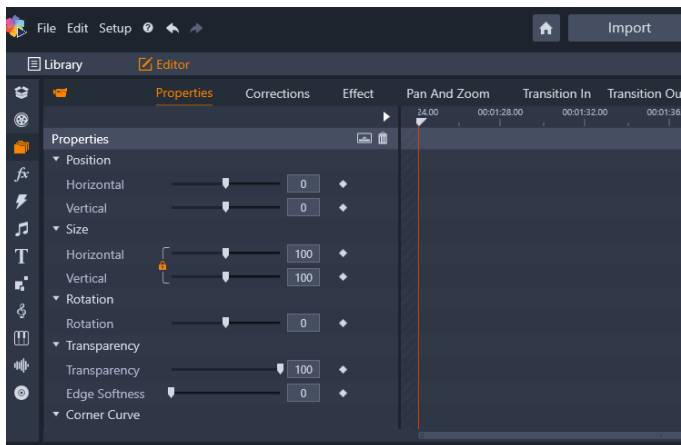 File Edit Setup ? Import
Library Editor
Properties Corrections Effect Pan And Zoom Transition In Transition Ou
24.00 00:01:28.00 00:01:32.00 00:01:36
Properties
Position
Horizontal 0
Vertical 0
Size
Horizontal 100
Vertical 100
Rotation
Rotation 0
Transparency
Transparency 100
Edge Softness 0
Corner Curve
fx
T